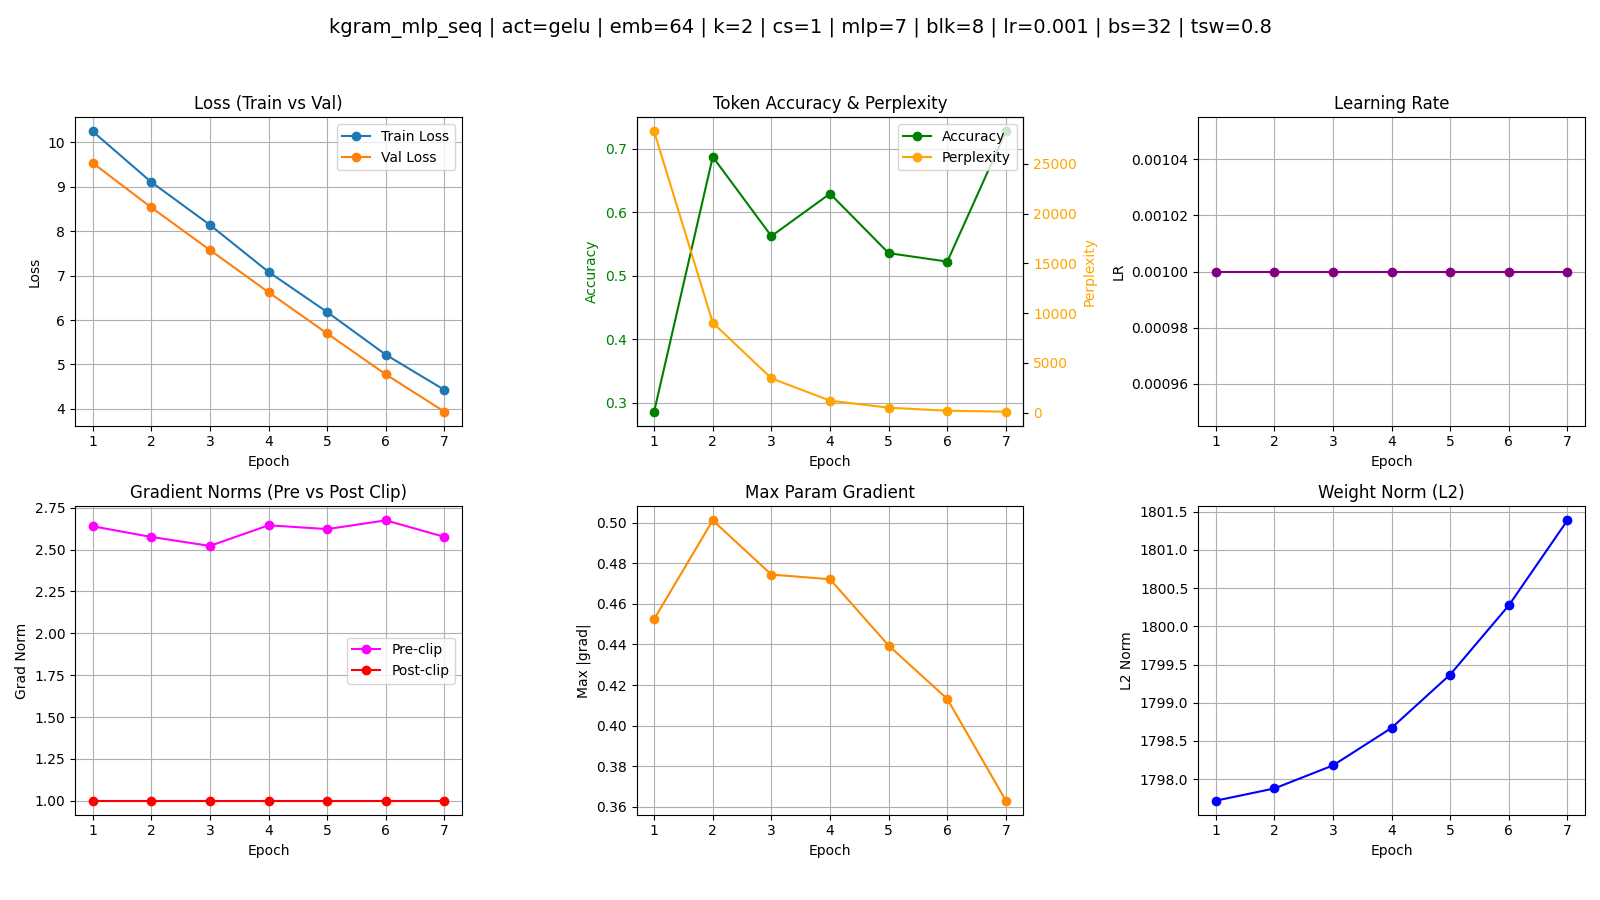 kgram_mlp_seq | act=gelu | emb=64 | k=2 | cs=1 | mlp=7 | blk=8 | lr=0.001 | bs=32 | tsw=0.8
Loss (Train vs Val)
10
9
8
7
6
5
4
Loss
Train Loss
Val Loss
1 2 3 4 5 6 7
Epoch
Token Accuracy & Perplexity
0.7
0.6
0.5
0.4
0.3
Accuracy
Accuracy
Perplexity
25000
20000
15000
10000
5000
0
Perplexity
1 2 3 4 5 6 7
Epoch
Learning Rate
0.00104
0.00102
0.00100
0.00098
0.00096
LR
1 2 3 4 5 6 7
Epoch
Gradient Norms (Pre vs Post Clip)
2.75
2.50
2.25
2.00
1.75
1.50
1.25
1.00
Grad Norm
Pre-clip
Post-clip
1 2 3 4 5 6 7
Epoch
Max Param Gradient
0.50
0.48
0.46
0.44
0.42
0.40
0.38
0.36
Max |grad|
1 2 3 4 5 6 7
Epoch
Weight Norm (L2)
1801.5
1801.0
1800.5
1800.0
1799.5
1799.0
1798.5
1798.0
L2 Norm
1 2 3 4 5 6 7
Epoch